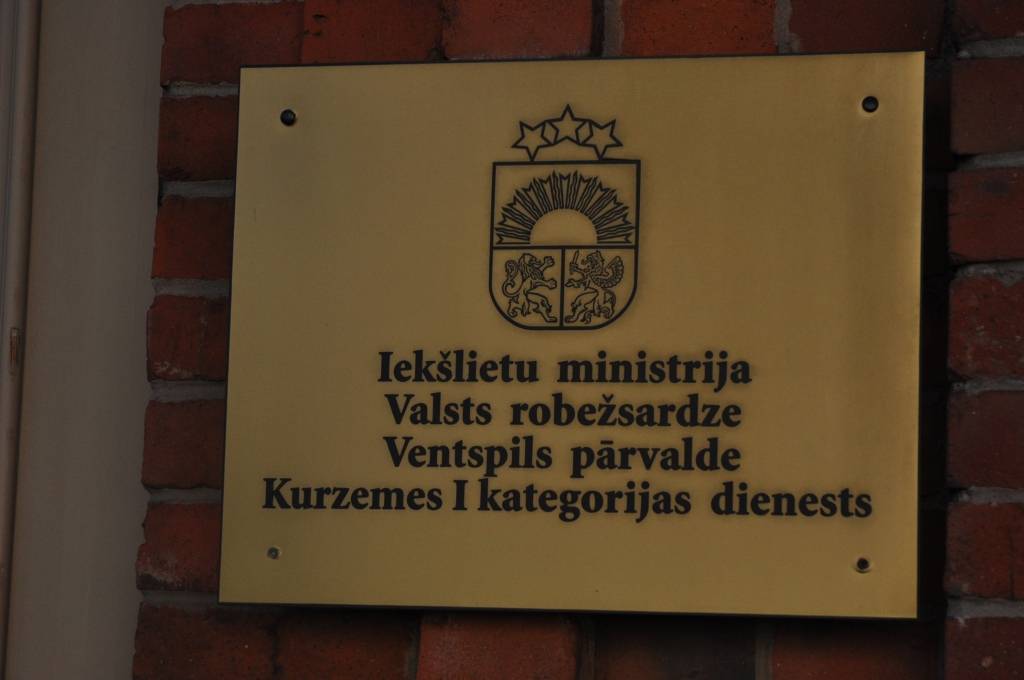 Iekšlietu ministrija
Valsts robežsardze
Ventspils pārvalde
Kurzemes I kategorijas dienests